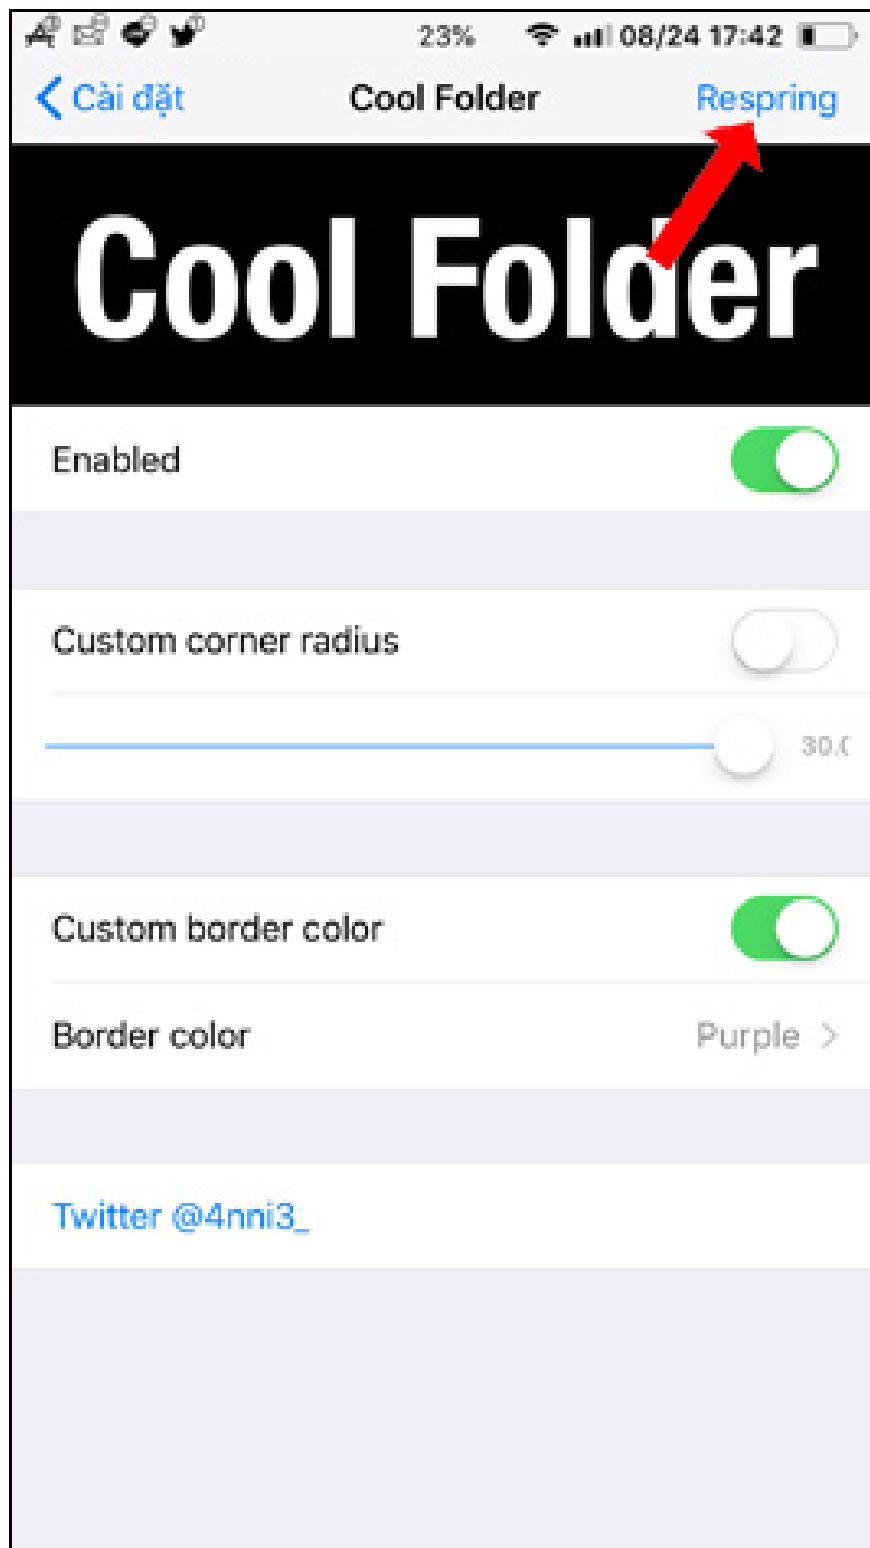 23% 08/24 17:42
Cài đặt Cool Folder Respring
Cool Folder
Enabled
Custom corner radius
30.
Custom border color
Border color Purple
Twitter @4nni3_